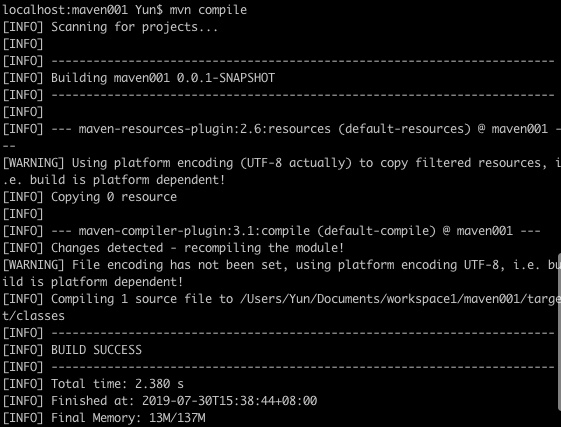 localhost:maven001 Yun$ mvn compile
[INFO] Scanning for projects...
[INFO]
[INFO] ------------------------------------------------------------------------
[INFO] Building maven001 0.0.1-SNAPSHOT
[INFO] ------------------------------------------------------------------------
[INFO]
[INFO] --- maven-resources-plugin:2.6:resources (default-resources) @ maven001 -
--
[WARNING] Using platform encoding (UTF-8 actually) to copy filtered resources, i
.e. build is platform dependent!
[INFO] Copying 0 resource
[INFO]
[INFO] --- maven-compiler-plugin:3.1:compile (default-compile) @ maven001 ---
[INFO] Changes detected - recompiling the module!
[WARNING] File encoding has not been set, using platform encoding UTF-8, i.e. bu
ild is platform dependent!
[INFO] Compiling 1 source file to /Users/Yun/Documents/workspace1/maven001/targe
t/classes
[INFO] ------------------------------------------------------------------------
[INFO] BUILD SUCCESS
[INFO] ------------------------------------------------------------------------
[INFO] Total time: 2.380 s
[INFO] Finished at: 2019-07-30T15:38:44+08:00
[INFO] Final Memory: 13M/137M